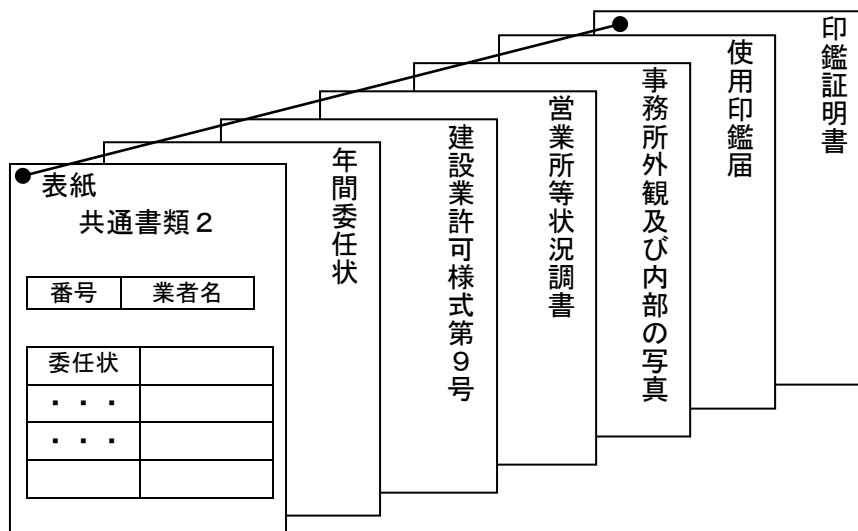 表紙
共通書類２
番号 業者名
委任状
・・・
・・・
年間委任状
建設業許可様式第９号
営業所等状況調書
事務所外観及び内部の写真
使用印鑑届
印鑑証明書